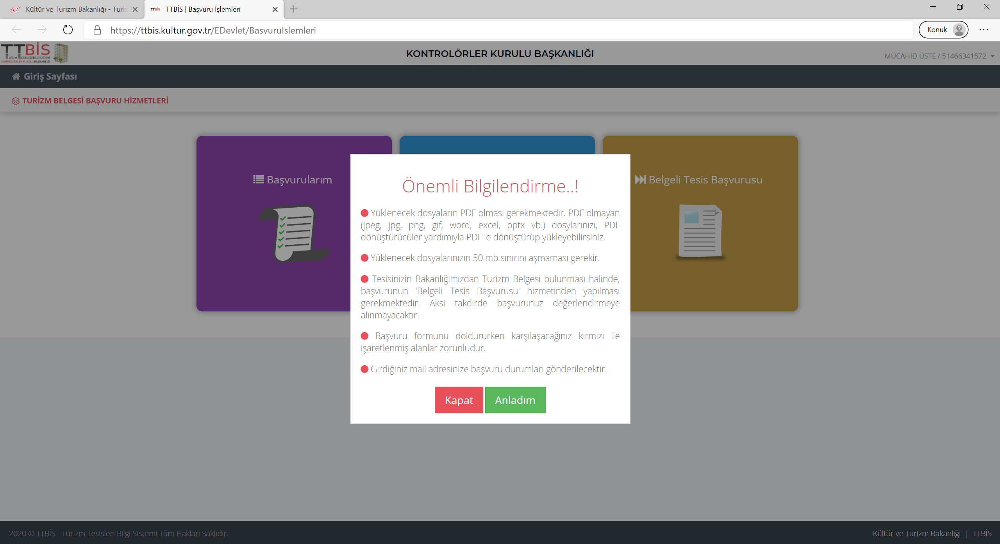 Kültür ve Turizm Bakanlığı - Turiz
TTBİS | Başvuru İşlemleri
https://ttbis.kultur.gov.tr/EDevlet/BasvuruIslemleri
Konuk
TTBİS
TURİZM TESİSLERİ BİLGİ SİSTEMİ
KONTROLÖRLER KURULU BAŞKANLIĞI
KONTROLÖRLER KURULU BAŞKANLIĞI
MÜCAHİD ÜSTE / 51466341572
Giriş Sayfası
TURİZM BELGESİ BAŞVURU HİZMETLERİ
Başvurularım
Belgeli Tesis Başvurusu
Önemli Bilgilendirme..!
Yüklenecek dosyaların PDF olması gerekmektedir. PDF olmayan
(jpeg, jpg, png, gif, word, excel, pptx vb.) dosylarınızı, PDF
dönüştürücüler yardımıyla PDF' e dönüştürüp yükleyebilirsiniz.
Yüklenecek dosyalarınızın 50 mb sınırını aşmaması gerekir.
Tesisinizin Bakanlığımızdan Turizm Belgesi bulunması halinde,
başvurunun 'Belgeli Tesis Başvurusu' hizmetinden yapılması
gerekmektedir. Aksi takdirde başvurunuz değerlendirmeye
alınmayacaktır.
Başvuru formunu doldururken karşılaşacağınız kırmızı ile
işaretlenmiş alanlar zorunludur.
Girdiğiniz mail adresinize başvuru durumları gönderilecektir.
Kapat
Anladım
2020 © TTBİS - Turizm Tesisleri Bilgi Sistemi Tüm Hakları Saklıdır.
Kültür ve Turizm Bakanlığı | TTBİS